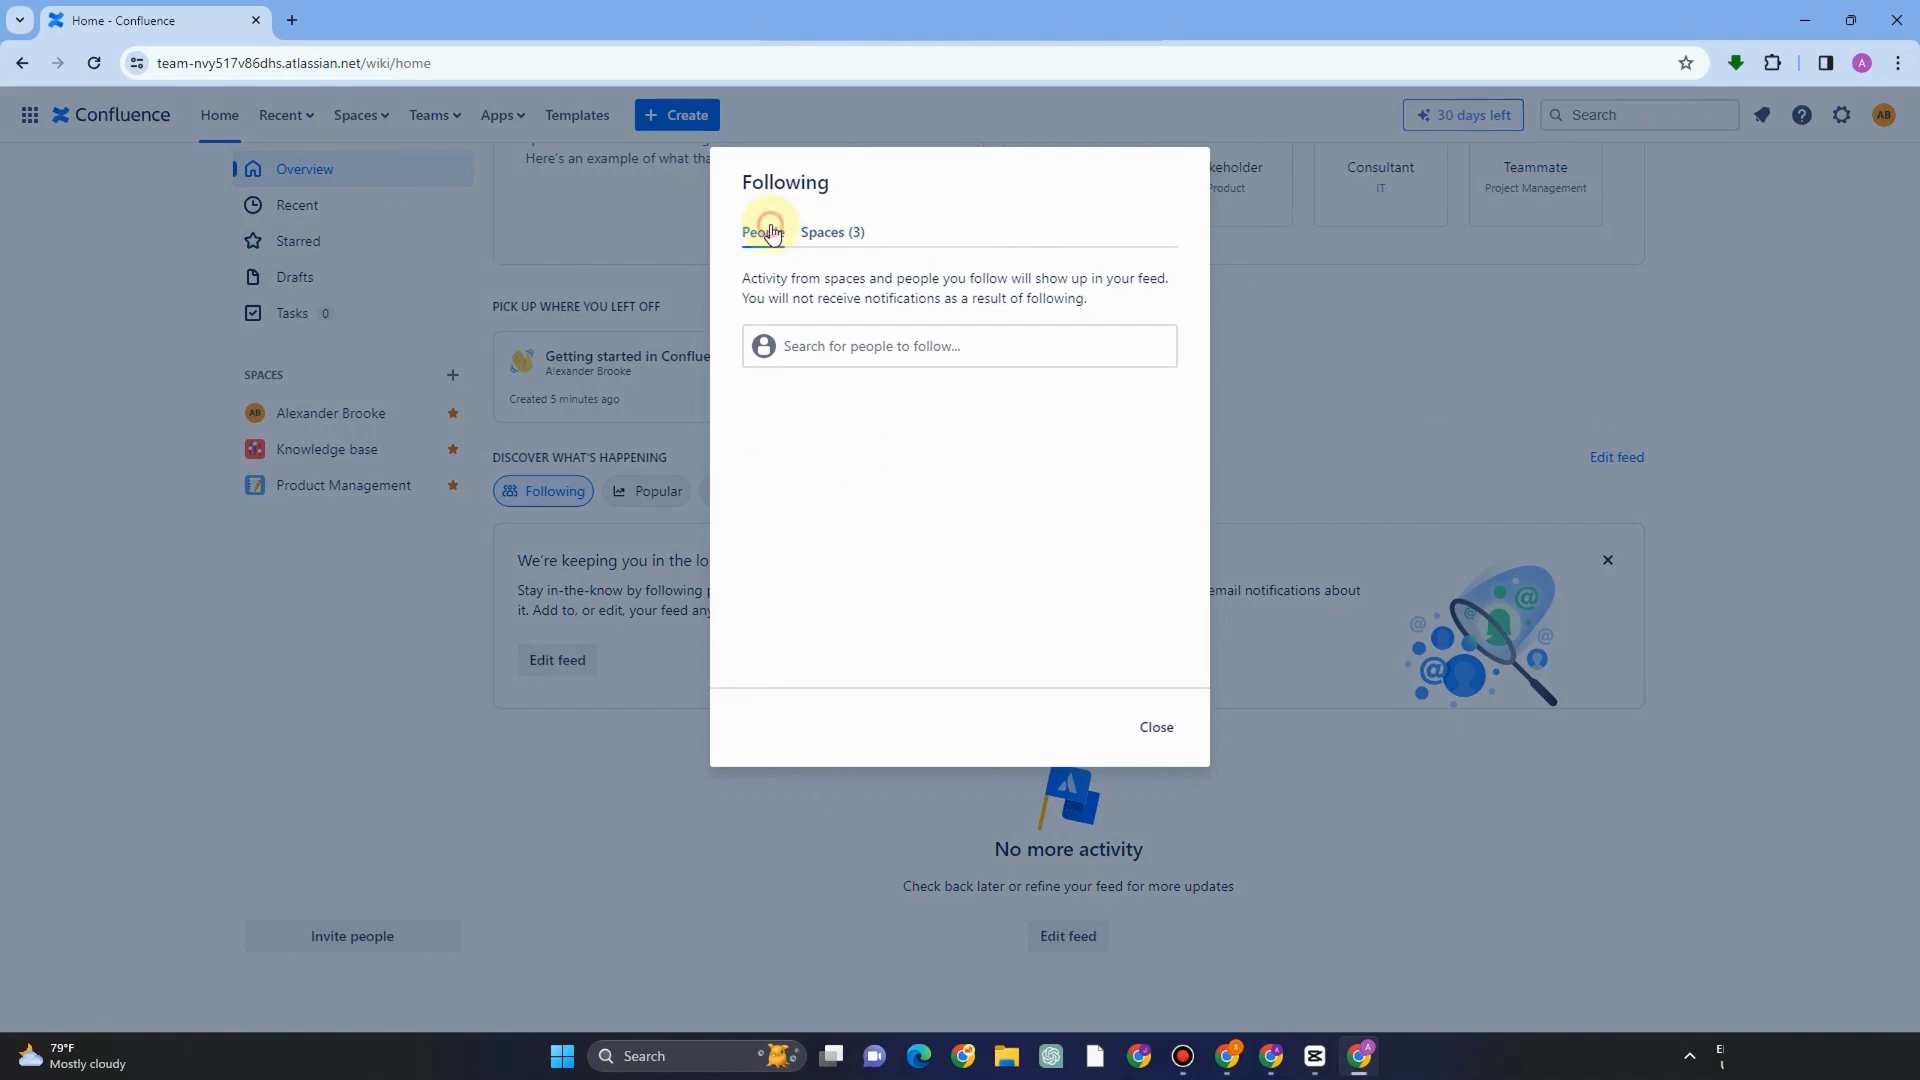 Home - Confluence
team-nvy517v86dhs.atlassian.net/wiki/home
A
Confluence
Home
Recent
Spaces
Teams
Apps
Templates
Create
30 days left
Search
AB
Overview
Recent
Starred
Drafts
Tasks 0
SPACES
AB Alexander Brooke
Knowledge base
Product Management
Invite people
Here's an example of what
Product
Consultant
IT
Teammate
Project Management
PICK UP WHERE YOU LEFT OFF
Getting started in
Alexander Brooke
Created 5 minutes ago
DISCOVER WHAT'S HAPPENING
Edit feed
Following
Popular
We're keeping you in the
Stay in-the-know by following
email notifications about
it. Add to, or edit, your feed
Edit feed
Following
People
Spaces (3)
Activity from spaces and people you follow will show up in your feed.
You will not receive notifications as a result of following.
Search for people to follow...
Close
No more activity
Check back later or refine your feed for more updates
Edit feed
79°F
Mostly cloudy
Search